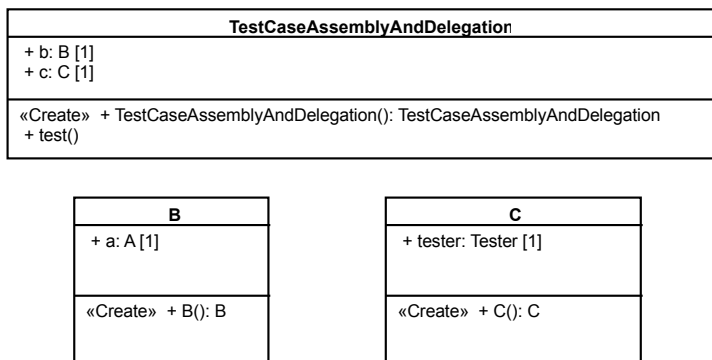 TestCaseAssemblyAndDelegation
+ b: B [1]
+ c: C [1]
«Create» + TestCaseAssemblyAndDelegation(): TestCaseAssemblyAndDelegation
+ test()
B
C
+ a: A [1]
+ tester: Tester [1]
«Create» + B(): B
«Create» + C(): C